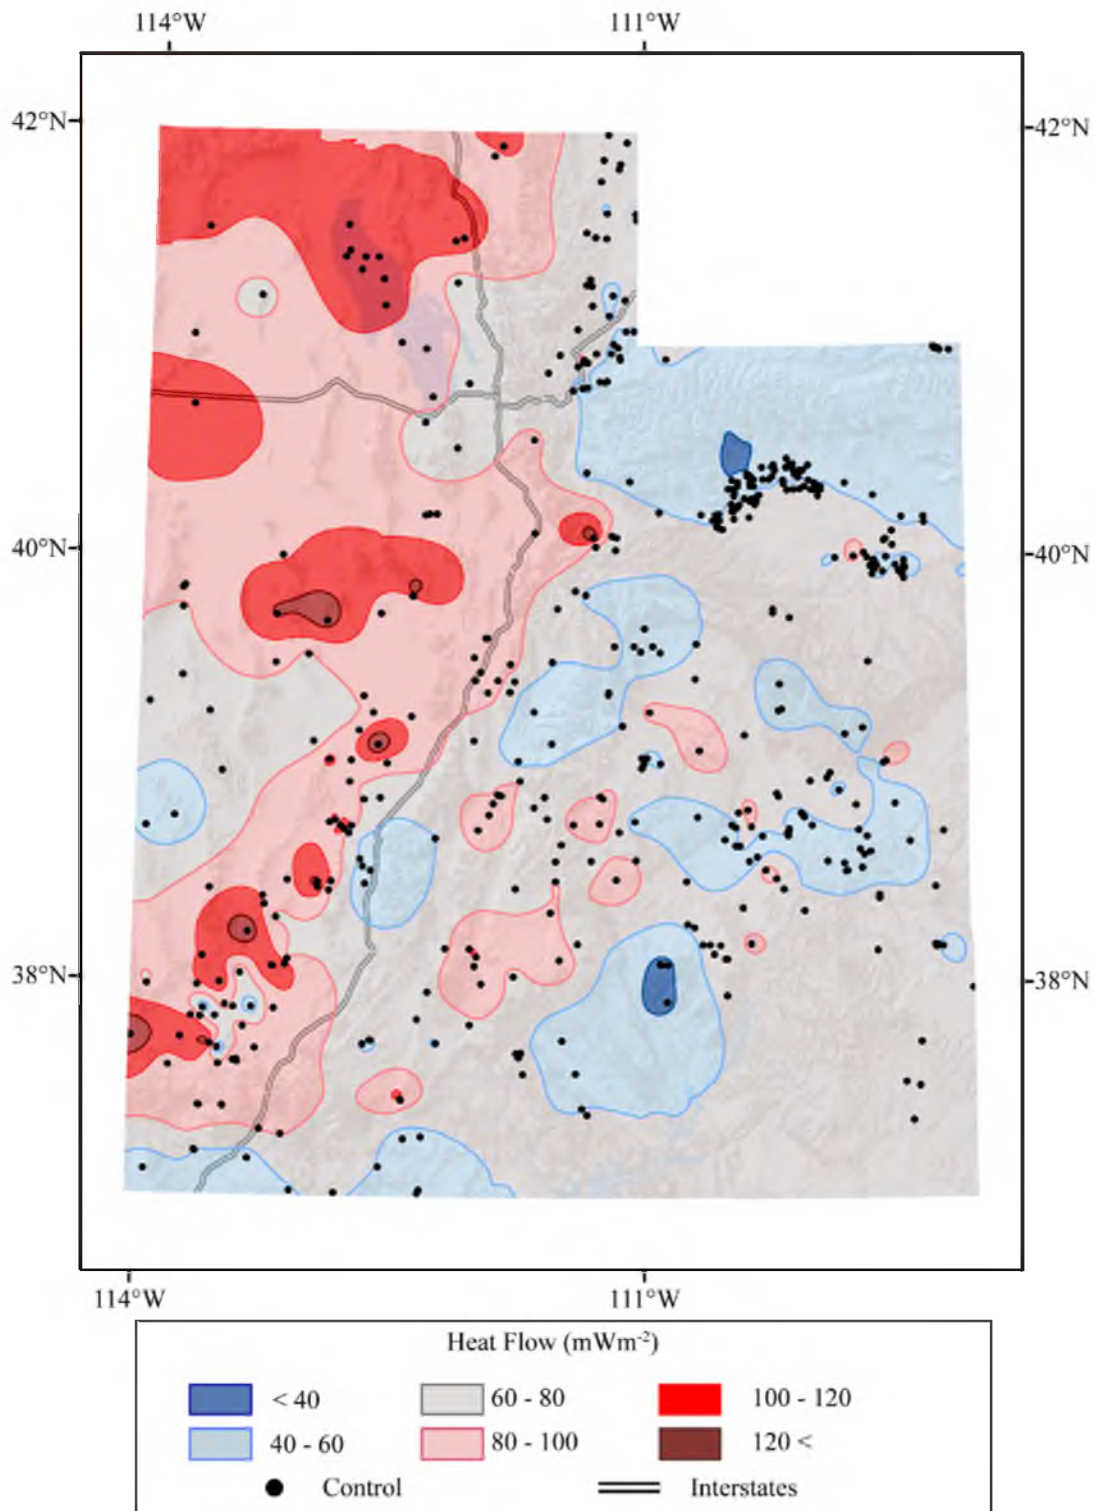 114°W 111°W
42°N 42°N
40°N 40°N
38°N 38°N
114°W 111°W
Heat Flow (mWm⁻²)
< 40 60 - 80 100 - 120
40 - 60 80 - 100 120 <
Control Interstates